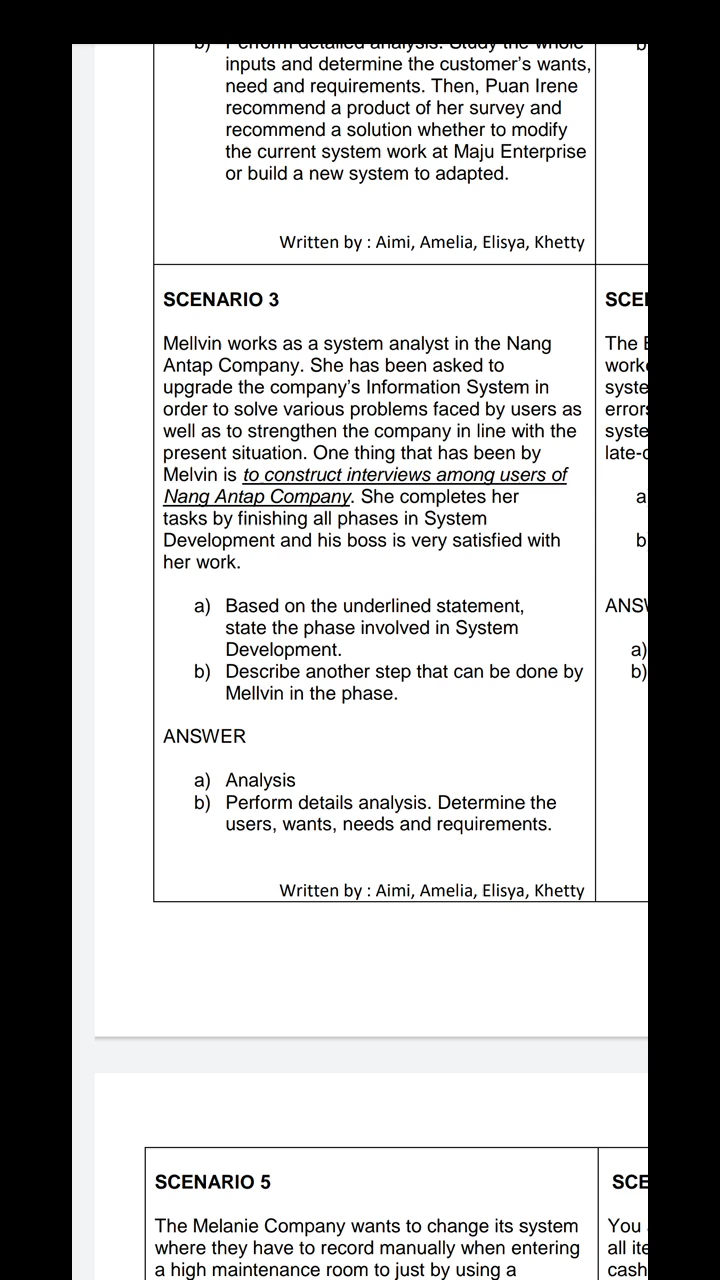 b) Perform detailed analysis. Study the whole
inputs and determine the customer's wants,
need and requirements. Then, Puan Irene
recommend a product of her survey and
recommend a solution whether to modify
the current system work at Maju Enterprise
or build a new system to adapted.
Written by : Aimi, Amelia, Elisya, Khetty
SCENARIO 3
Mellvin works as a system analyst in the Nang
Antap Company. She has been asked to
upgrade the company's Information System in
order to solve various problems faced by users as
well as to strengthen the company in line with the
present situation. One thing that has been by
Melvin is to construct interviews among users of
Nang Antap Company. She completes her
tasks by finishing all phases in System
Development and his boss is very satisfied with
her work.
a) Based on the underlined statement,
state the phase involved in System
Development.
b) Describe another step that can be done by
Mellvin in the phase.
ANSWER
a) Analysis
b) Perform details analysis. Determine the
users, wants, needs and requirements.
Written by : Aimi, Amelia, Elisya, Khetty
The
a
b
a)
b)
SCENARIO 5
The Melanie Company wants to change its system
where they have to record manually when entering
a high maintenance room to just by using a
You
all
cash